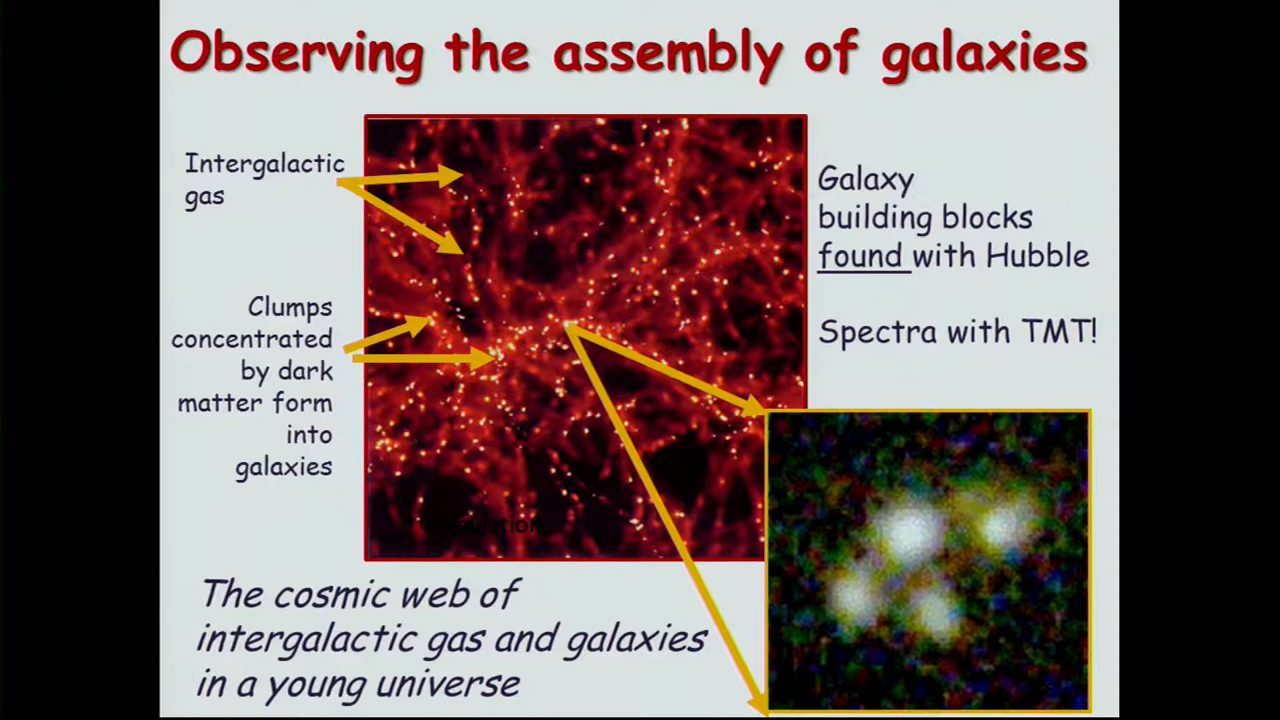 Observing the assembly of galaxies
Intergalactic
gas
Clumps
concentrated
by dark
matter form
into
galaxies
Galaxy
building blocks
found with Hubble
Spectra with TMT!
The cosmic web of
intergalactic gas and galaxies
in a young universe